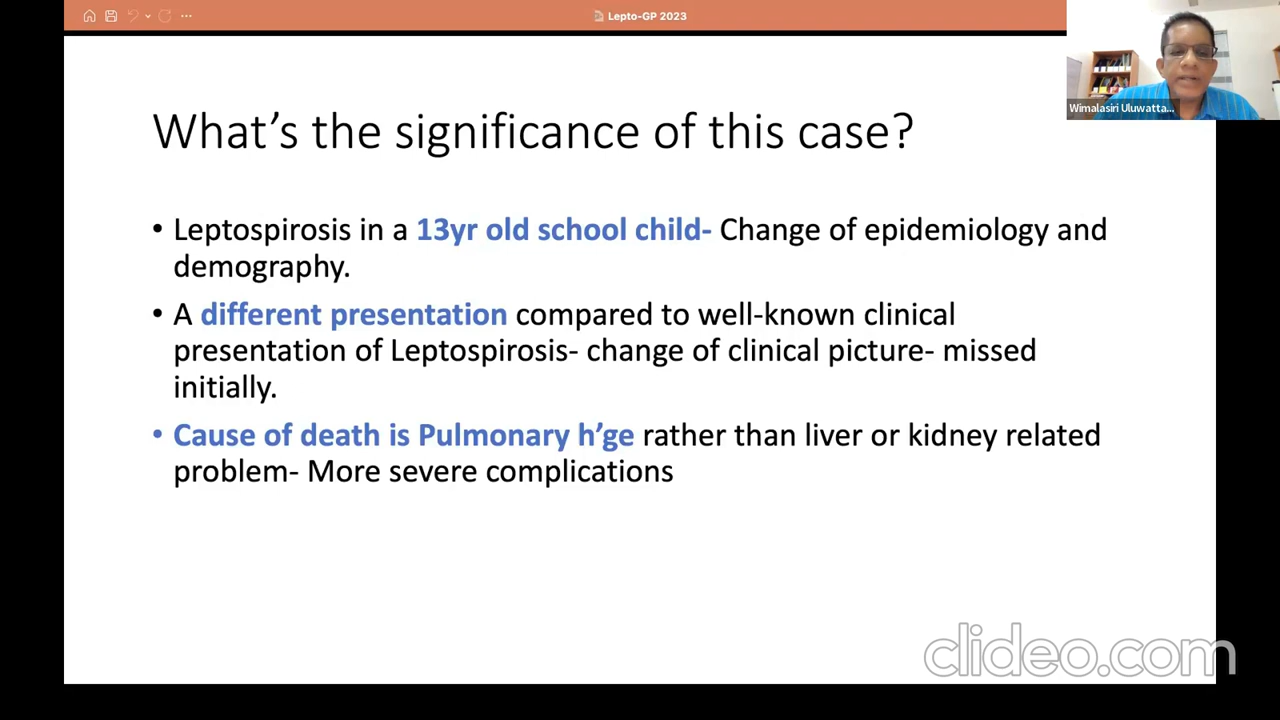 Lepto-GP 2023
Wimalasiri Uluwatta...
What’s the significance of this case?
• Leptospirosis in a 13yr old school child- Change of epidemiology and
demography.
• A different presentation compared to well-known clinical
presentation of Leptospirosis- change of clinical picture- missed
initially.
• Cause of death is Pulmonary h’ge rather than liver or kidney related
problem- More severe complications
clideo.com